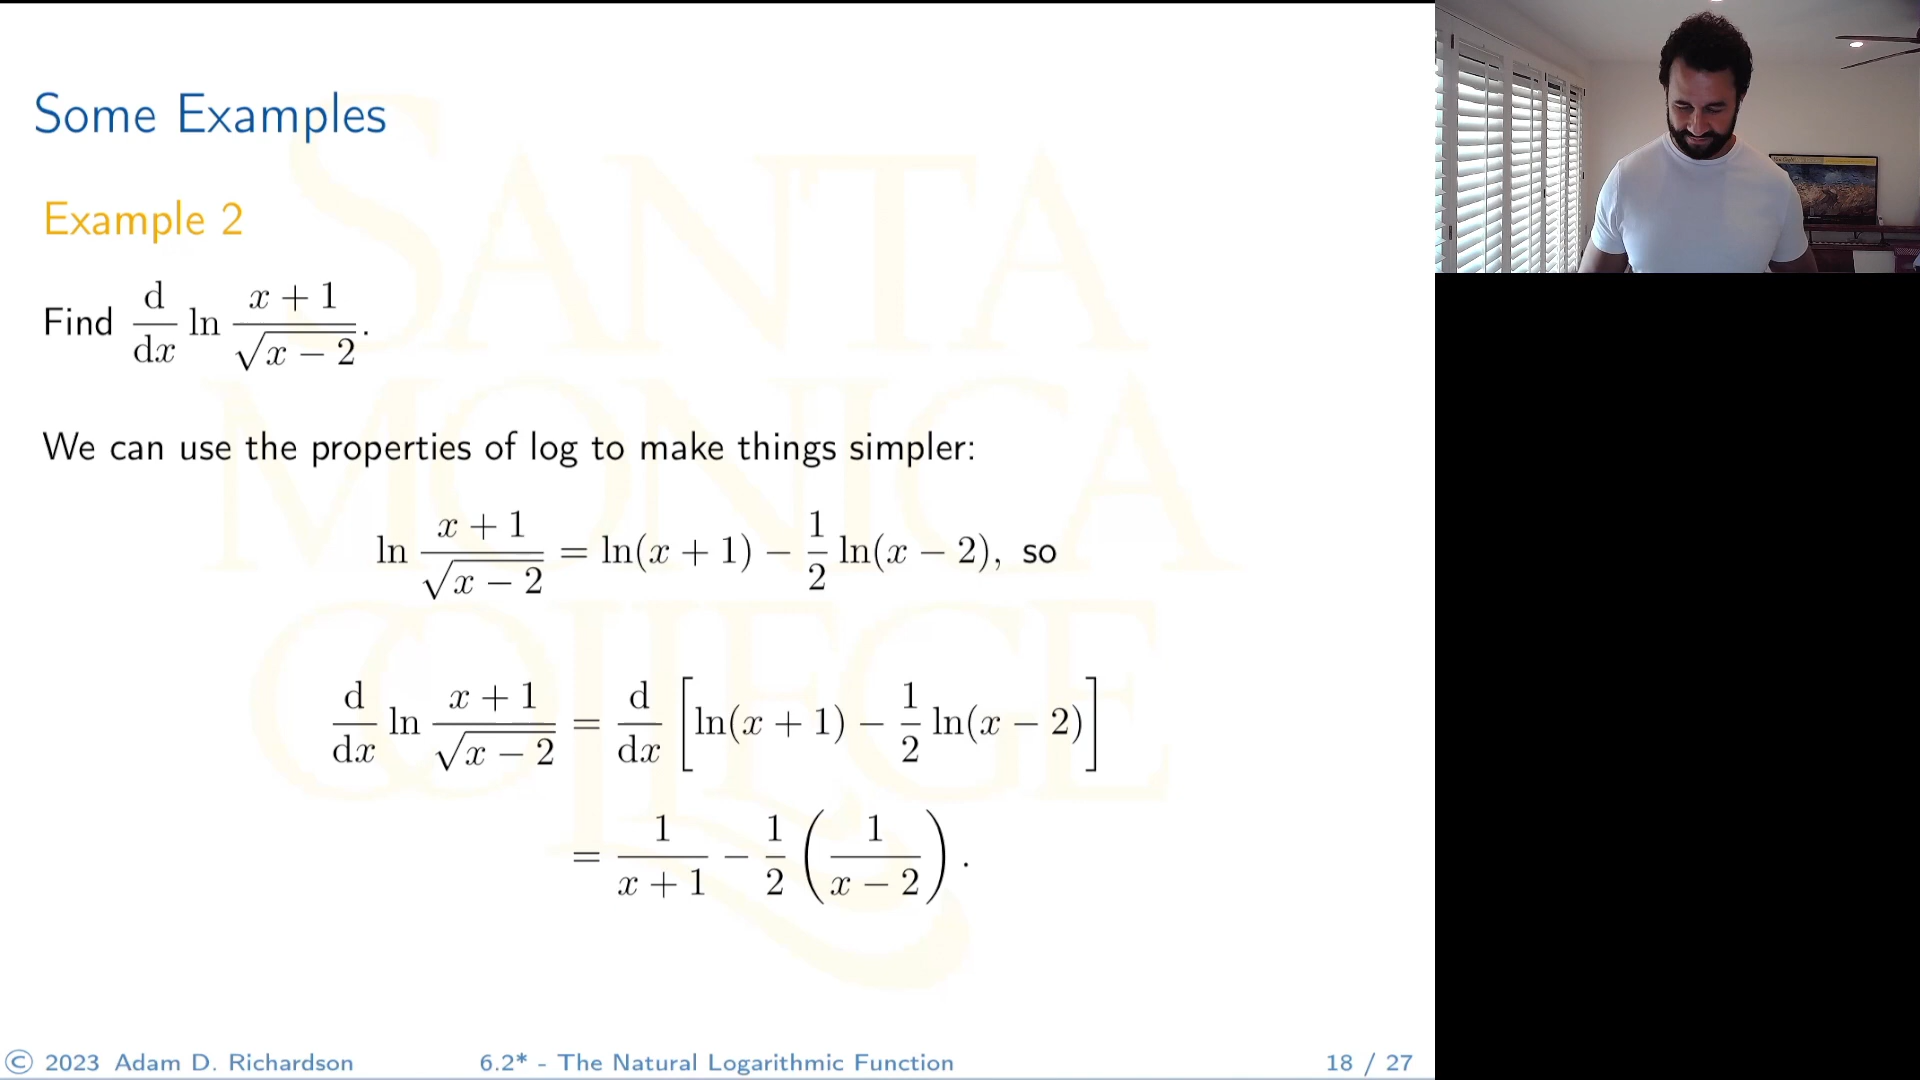 Some Examples
Example 2
Find d/dx ln (x + 1)/√(x − 2).
We can use the properties of log to make things simpler:
ln (x + 1)/√(x − 2) = ln(x + 1) − 1/2 ln(x − 2), so
d/dx ln (x + 1)/√(x − 2) = d/dx [ln(x + 1) − 1/2 ln(x − 2)]
= 1/(x + 1) − 1/2 (1/(x − 2)).
SANTA
MONICA
COLLEGE
© 2023 Adam D. Richardson 6.2* - The Natural Logarithmic Function 18 / 27